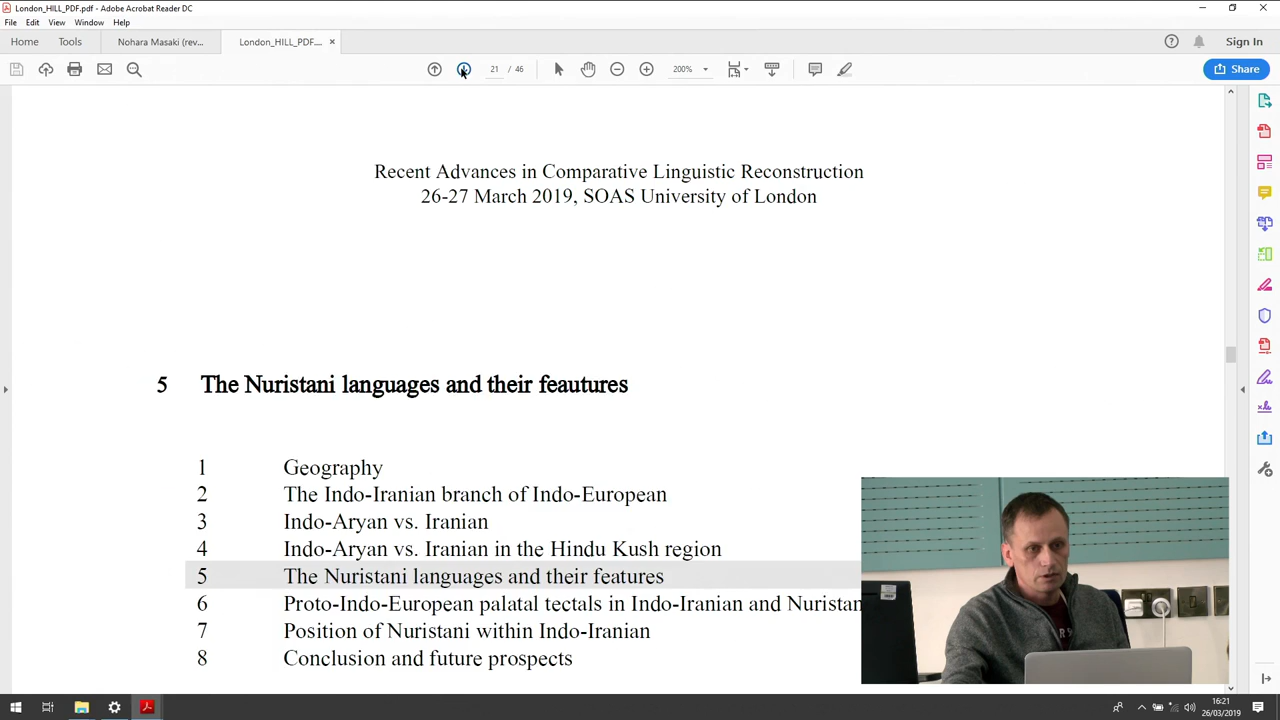 London_HILL_PDF.pdf - Adobe Acrobat Reader DC
File Edit View Window Help
Home Tools Nohara Masaki (rev... London_HILL_PDF.... × Sign In
21 / 46 200% Share
Recent Advances in Comparative Linguistic Reconstruction
26-27 March 2019, SOAS University of London
5 The Nuristani languages and their feautures
1 Geography
2 The Indo-Iranian branch of Indo-European
3 Indo-Aryan vs. Iranian
4 Indo-Aryan vs. Iranian in the Hindu Kush region
5 The Nuristani languages and their features
6 Proto-Indo-European palatal tectals in Indo-Iranian and Nuristan
7 Position of Nuristani within Indo-Iranian
8 Conclusion and future prospects
16:21
26/03/2019